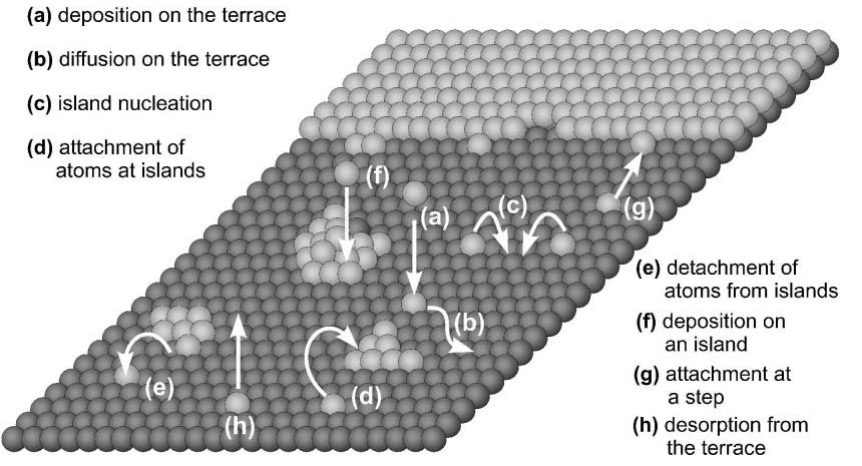 (a) deposition on the terrace
(b) diffusion on the terrace
(c) island nucleation
(d) attachment of
atoms at islands
(f)
(a)
(c)
(g)
(b)
(e)
(d)
(h)
(e) detachment of
atoms from islands
(f) deposition on
an island
(g) attachment at
a step
(h) desorption from
the terrace